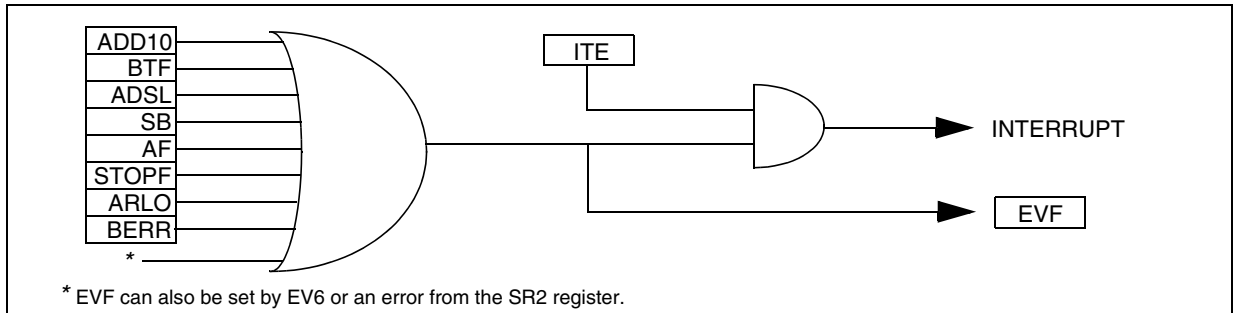 ADD10
BTF
ADSL
SB
AF
STOPF
ARLO
BERR
*
ITE
INTERRUPT
EVF
* EVF can also be set by EV6 or an error from the SR2 register.